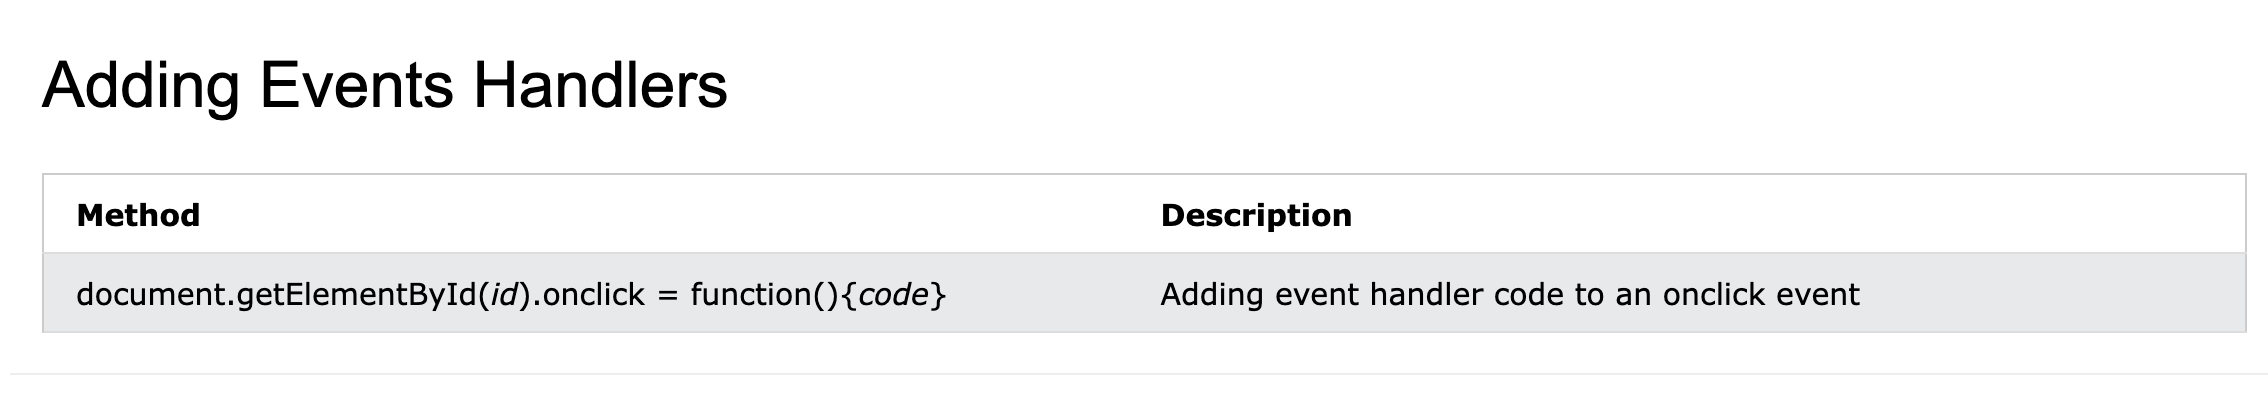 Adding Events Handlers
Method Description
document.getElementById(id).onclick = function(){code} Adding event handler code to an onclick event